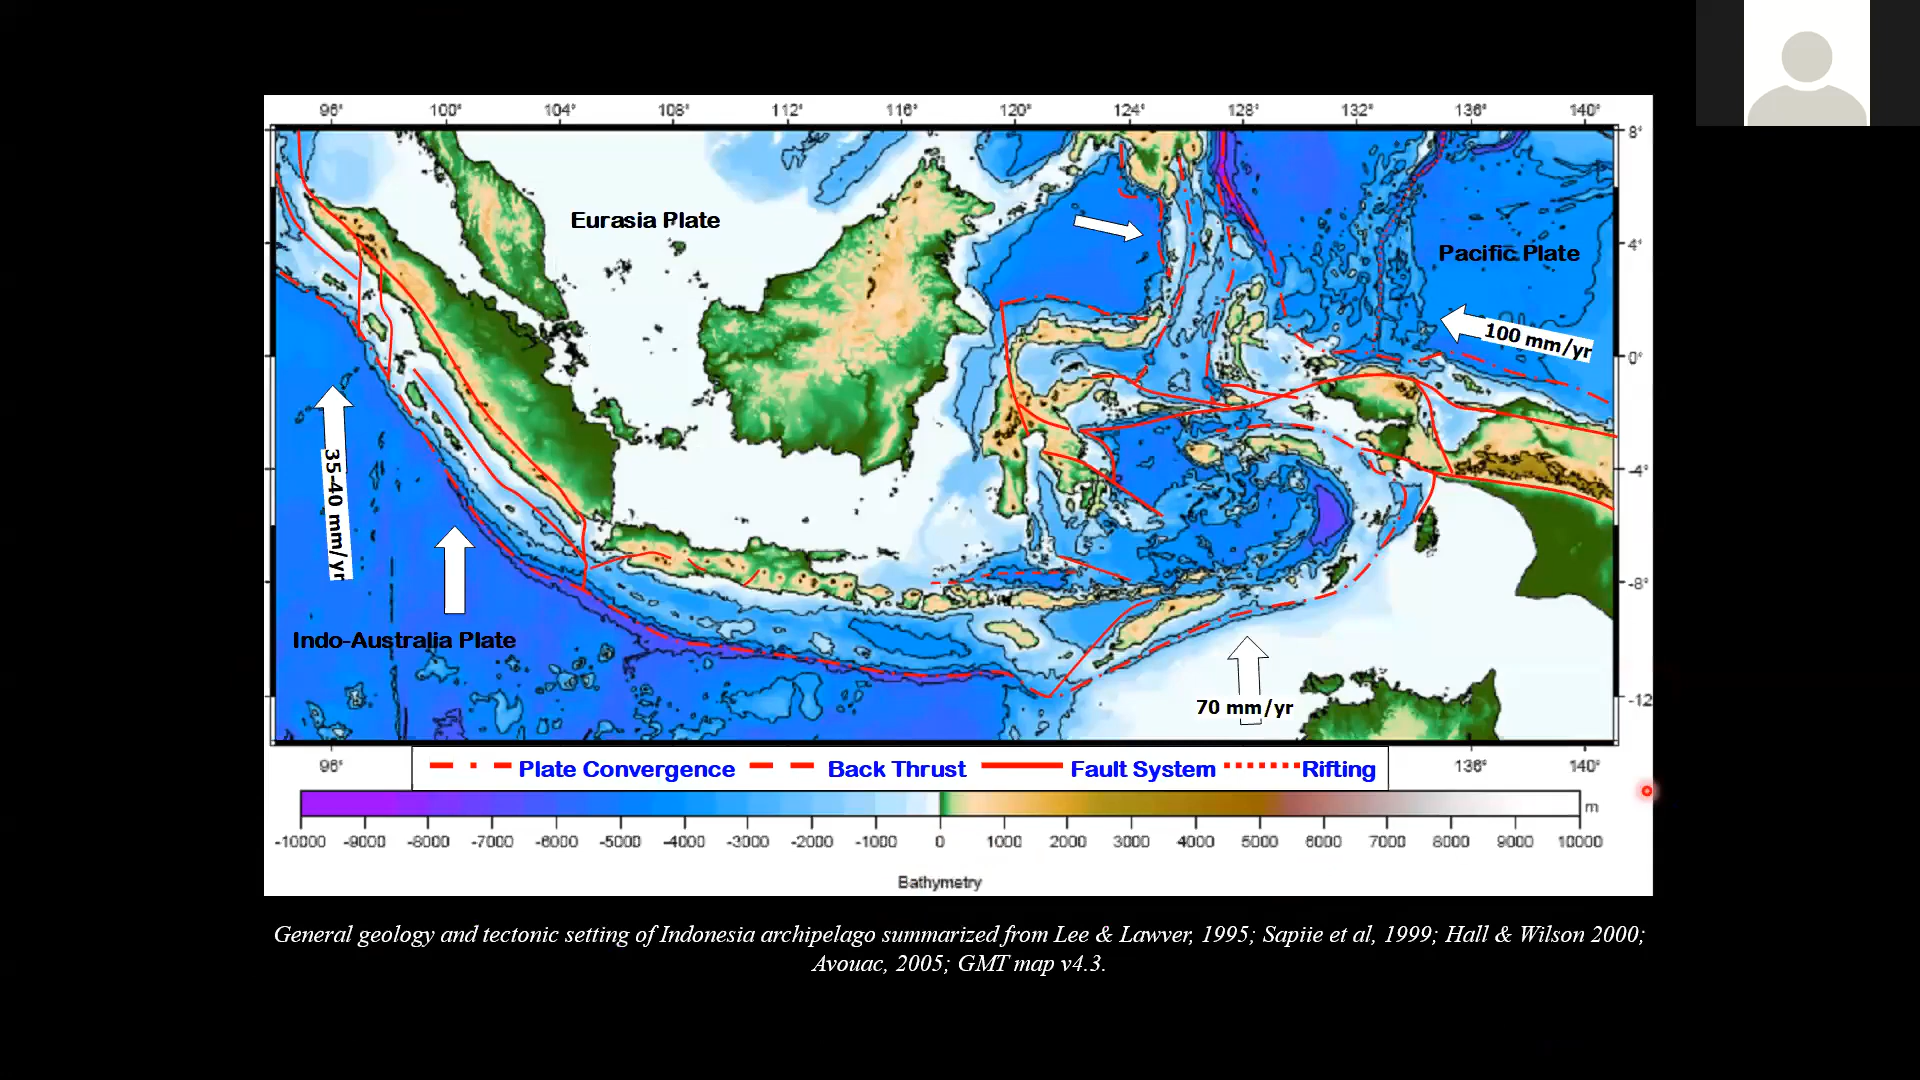 96° 100° 104° 108° 112° 116° 120° 124° 128° 132° 136° 140°
8°
Eurasia Plate
4°
Pacific Plate
100 mm/yr
0°
35-40 mm/yr
-4°
-8°
Indo-Australia Plate
70 mm/yr
-12
96° 136° 140°
Plate Convergence Back Thrust Fault System Rifting
m
-10000 -9000 -8000 -7000 -6000 -5000 -4000 -3000 -2000 -1000 0 1000 2000 3000 4000 5000 6000 7000 8000 9000 10000
Bathymetry
General geology and tectonic setting of Indonesia archipelago summarized from Lee & Lawver, 1995; Sapiie et al, 1999; Hall & Wilson 2000;
Avouac, 2005; GMT map v4.3.